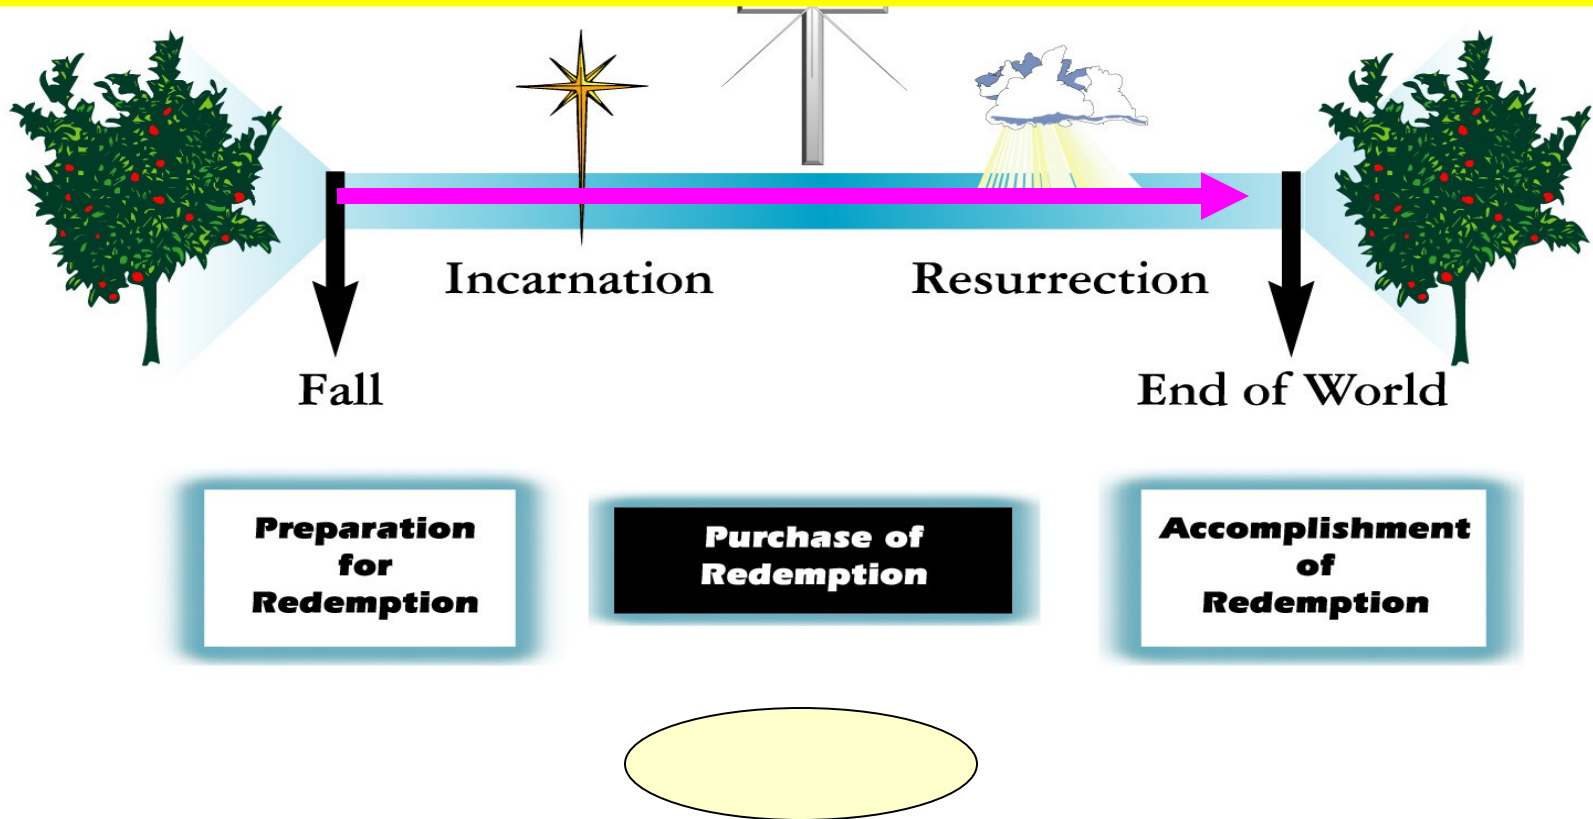 Incarnation
Resurrection
Fall
End of World
Preparation
for
Redemption
Purchase of
Redemption
Accomplishment
of
Redemption